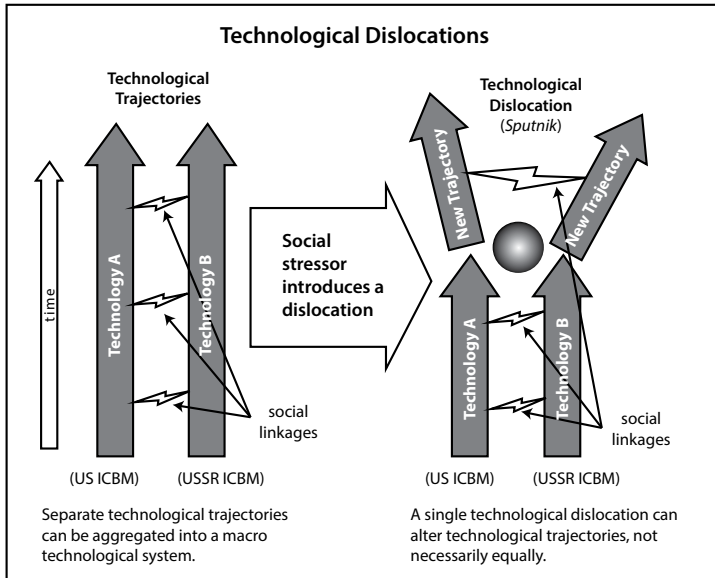 Technological Dislocations
Technological
Trajectories
time
Technology A
Technology B
social
linkages
(US ICBM)
(USSR ICBM)
Separate technological trajectories
can be aggregated into a macro
technological system.
Social
stressor
introduces a
dislocation
Technological
Dislocation
(Sputnik)
New Trajectory
New Trajectory
Technology A
Technology B
social
linkages
(US ICBM)
(USSR ICBM)
A single technological dislocation can
alter technological trajectories, not
necessarily equally.